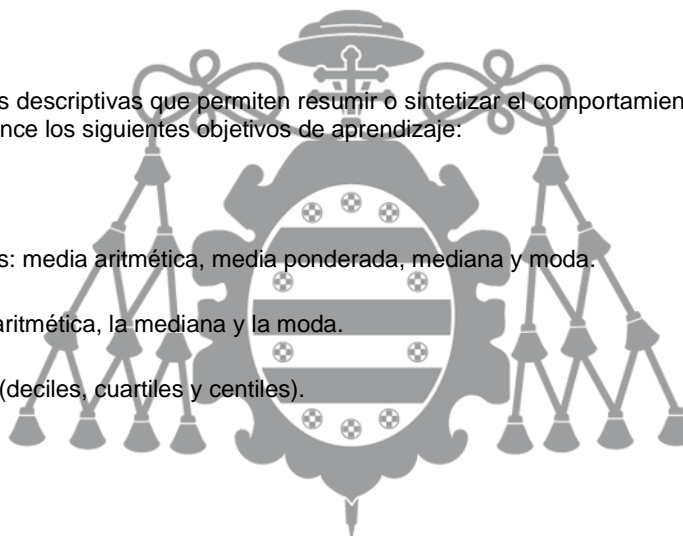 s descriptivas que permiten resumir o sintetizar el comportamien
nce los siguientes objetivos de aprendizaje:
s: media aritmética, media ponderada, mediana y moda.
aritmética, la mediana y la moda.
(deciles, cuartiles y centiles).